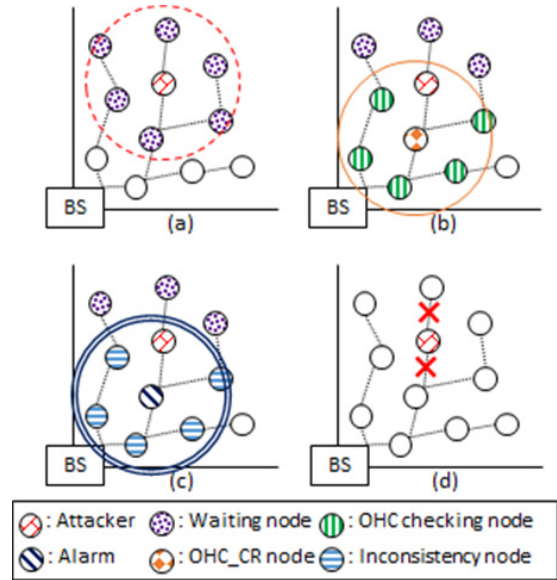 BS
(a)
BS
(b)
BS
(c)
BS
(d)
: Attacker : Waiting node : OHC checking node
: Alarm : OHC_CR node : Inconsistency node